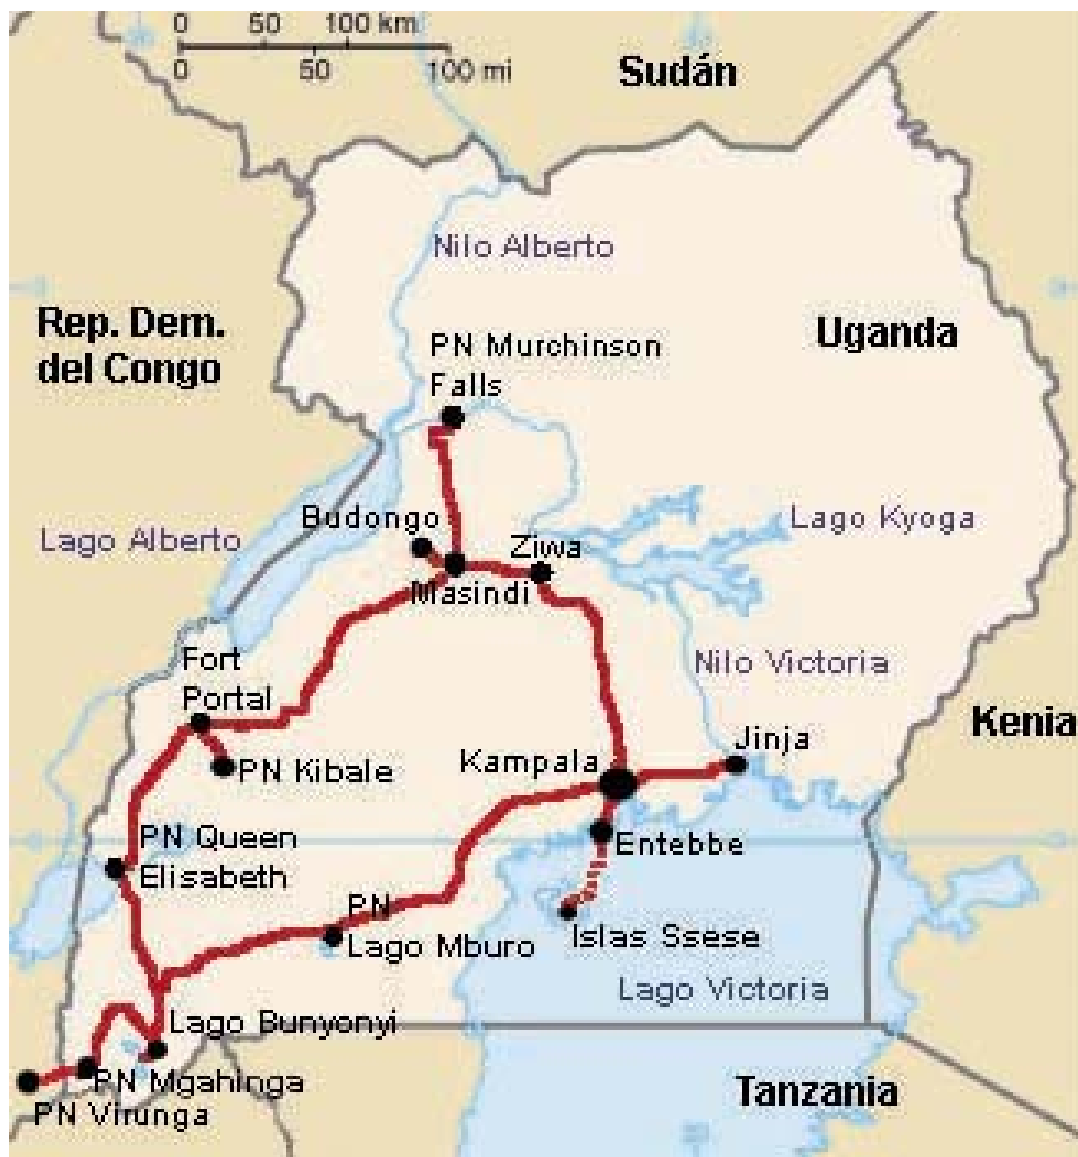 0 50 100 km
0 50 100 mi
Sudán
Nilo Alberto
Rep. Dem.
del Congo
Uganda
PN Murchinson
Falls
Budongo
Lago Kyoga
Lago Alberto
Ziwa
Masindi
Fort
Portal
Nilo Victoria
Kenia
Jinja
Kampala
PN Kibale
PN Queen
Elisabeth
Entebbe
PN
Lago Mburo
Islas Ssese
Lago Victoria
Lago Bunyonyi
PN Mgahinga
PN Virunga
Tanzania